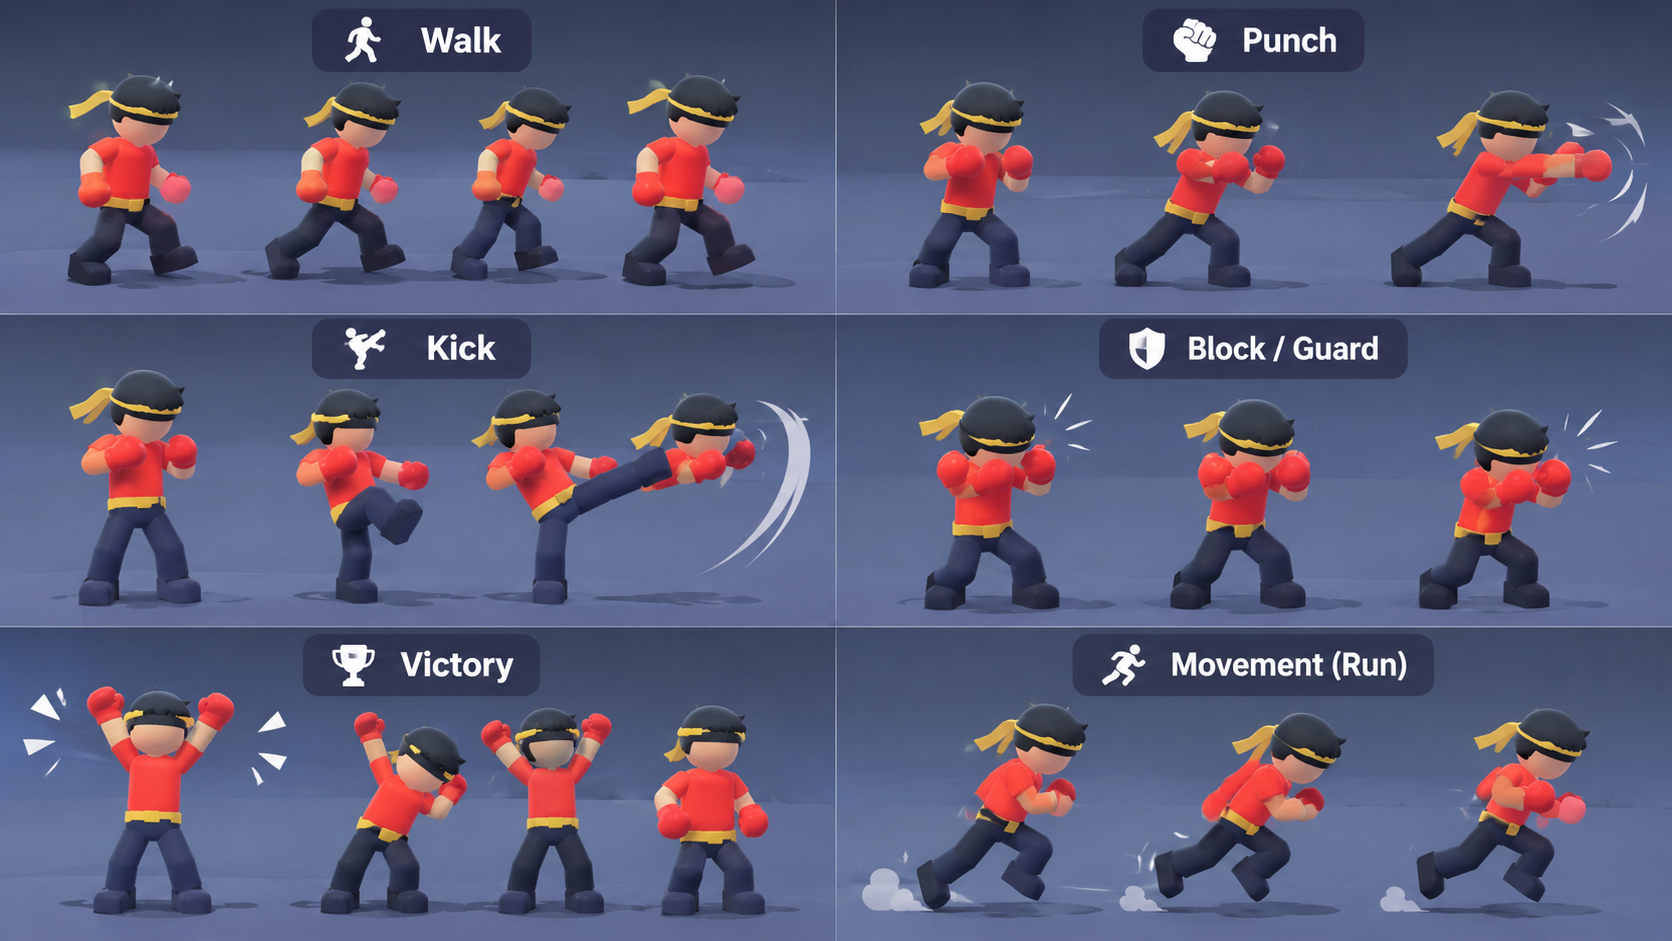 Walk
Punch
Kick
Block / Guard
Victory
Movement (Run)